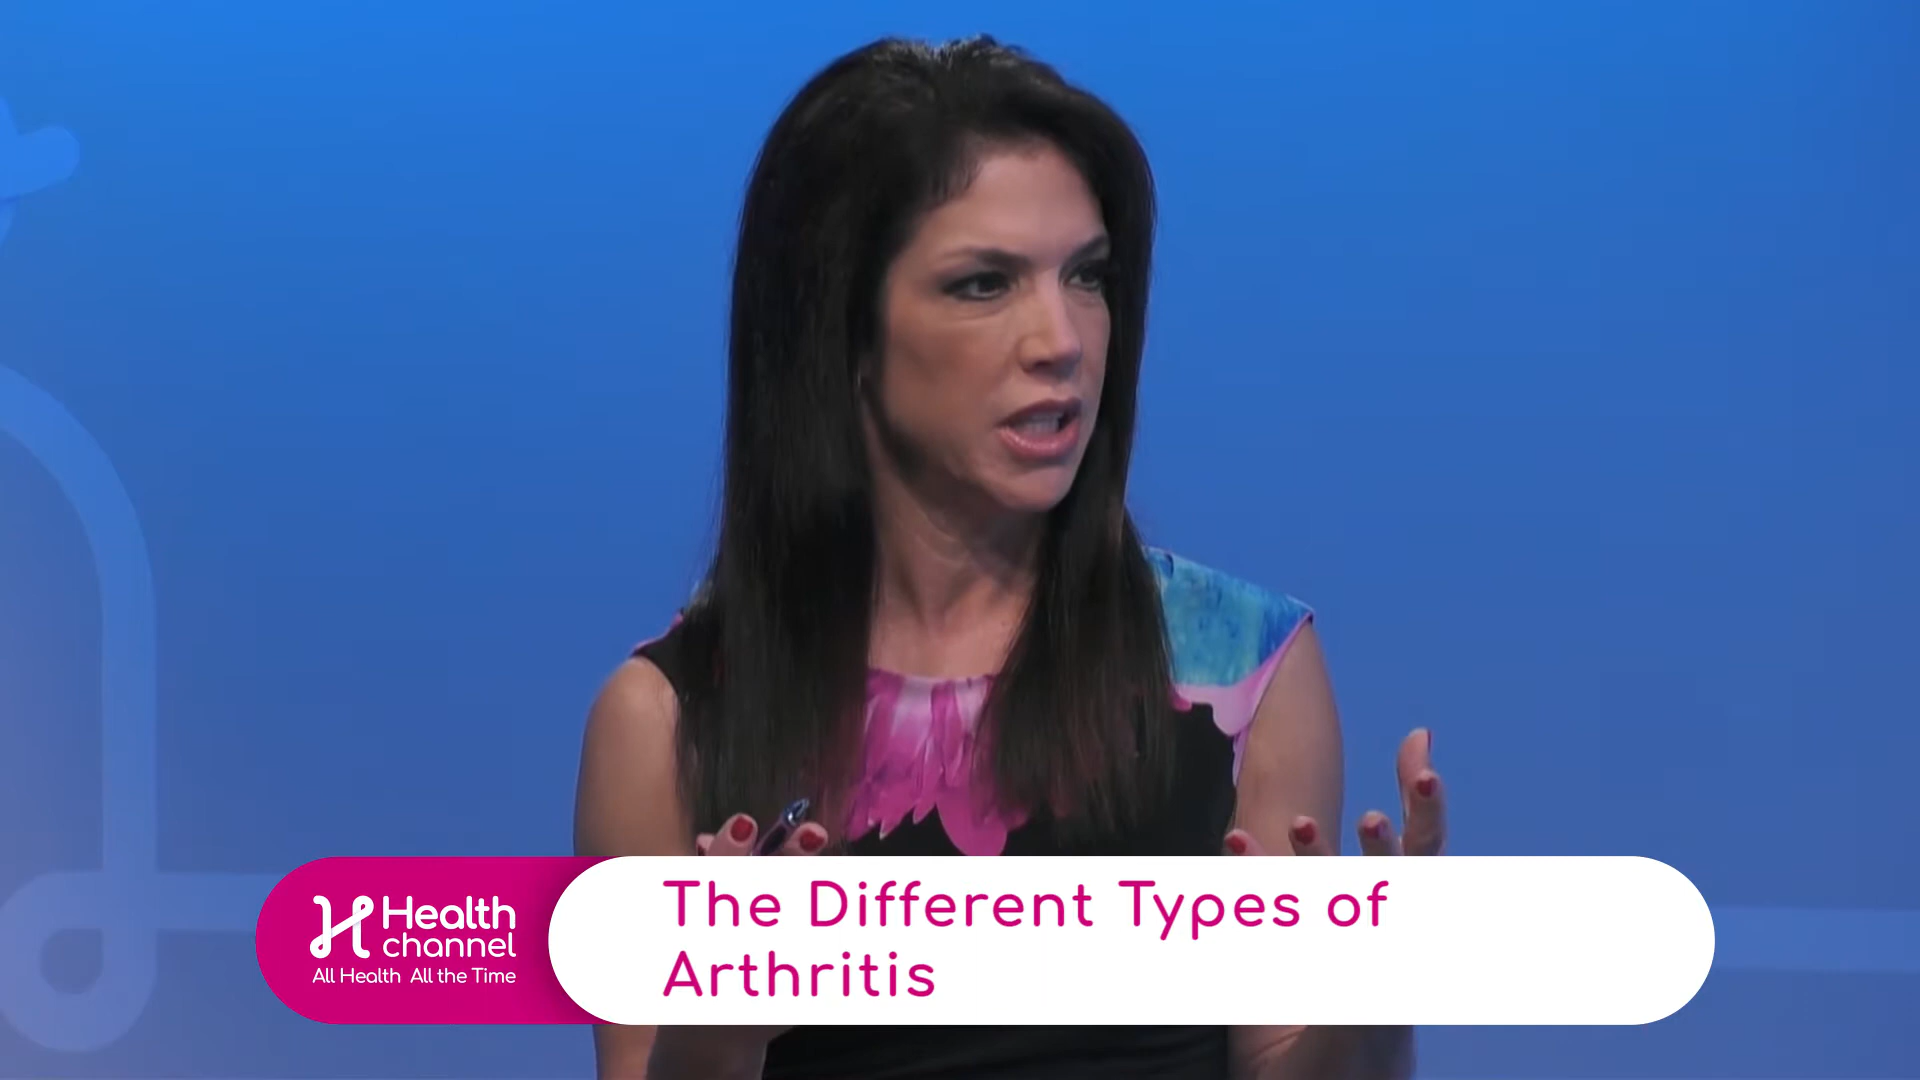 Health
channel
All Health All the Time
The Different Types of
Arthritis